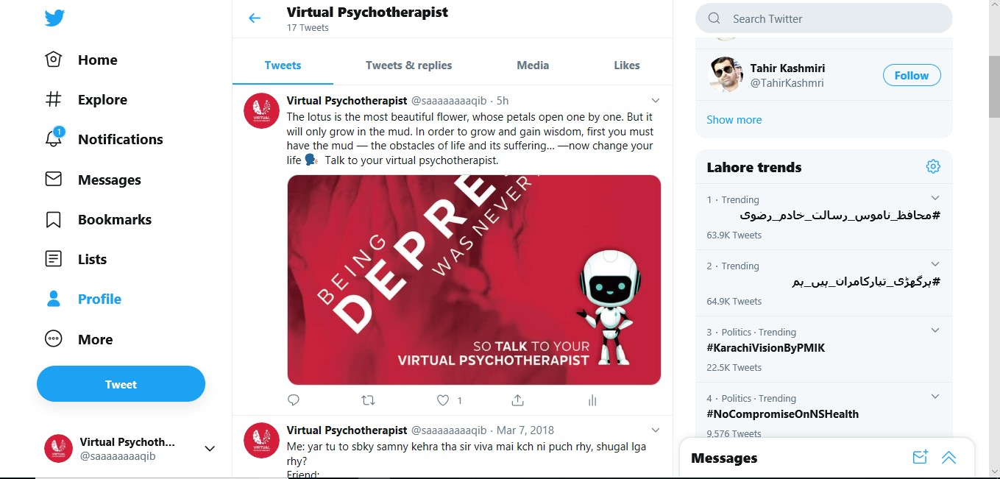 Virtual Psychotherapist
17 Tweets
Home
Explore
1
Notifications
Messages
Bookmarks
Lists
Profile
More
Tweet
Virtual Psychoth...
@saaaaaaaaqib
Tweets
Tweets & replies
Media
Likes
VIRTUAL
Virtual Psychotherapist @saaaaaaaaqib · 5h
The lotus is the most beautiful flower, whose petals open one by one. But it
will only grow in the mud. In order to grow and gain wisdom, first you must
have the mud — the obstacles of life and its suffering... —now change your
life 🗣 Talk to your virtual psychotherapist.
BEING
DEPRE
WAS NEVER
SO TALK TO YOUR
VIRTUAL PSYCHOTHERAPIST
1
VIRTUAL
Virtual Psychotherapist @saaaaaaaaqib · Mar 7, 2018
Me: yar tu to sbky samny kehra tha sir viva mai kch ni puch rhy, shugal lga
rhy?
Friend:
Search Twitter
Tahir Kashmiri
@TahirKashmri
Follow
Show more
Lahore trends
1 · Trending
#محافظ_ناموس_رسالت_خادم_رضوی
63.9K Tweets
2 · Trending
#ہرگھڑی_تیارکامران_ہیں_ہم
64.9K Tweets
3 · Politics · Trending
#KarachiVisionByPMIK
22.5K Tweets
4 · Politics · Trending
#NoCompromiseOnNSHealth
9,576 Tweets
Messages